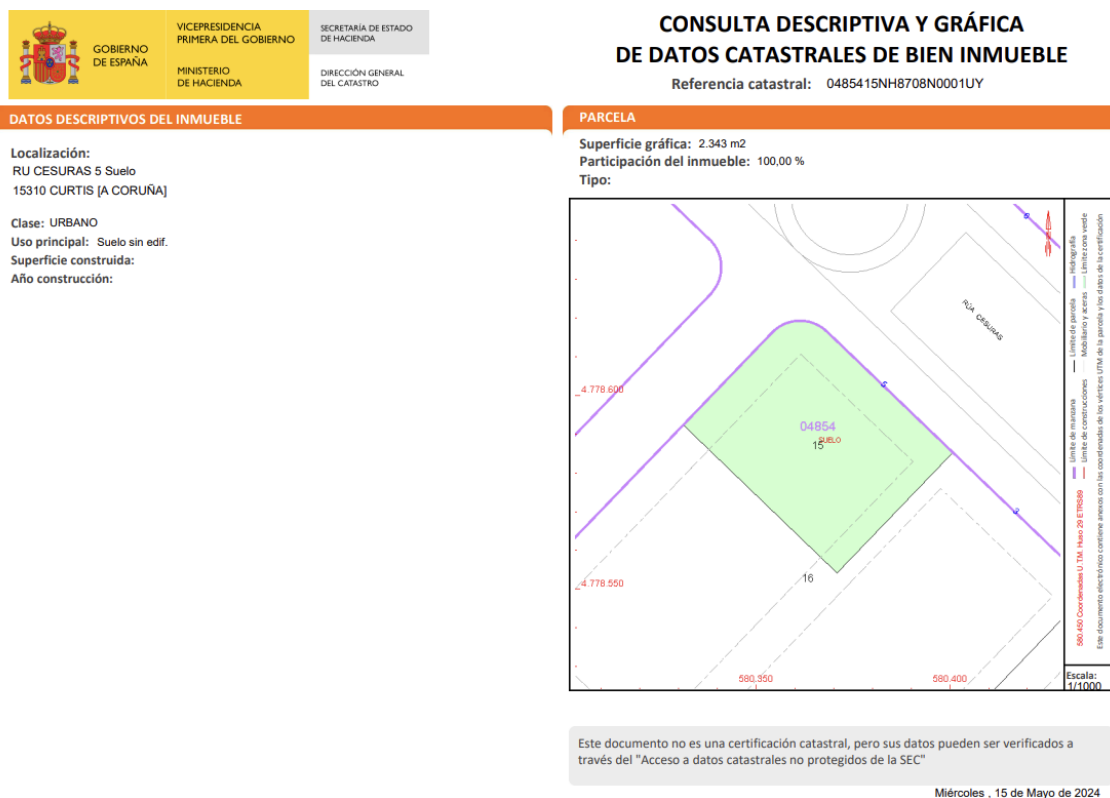 GOBIERNO
DE ESPAÑA
VICEPRESIDENCIA
PRIMERA DEL GOBIERNO
MINISTERIO
DE HACIENDA
SECRETARÍA DE ESTADO
DE HACIENDA
DIRECCIÓN GENERAL
DEL CATASTRO
CONSULTA DESCRIPTIVA Y GRÁFICA
DE DATOS CATASTRALES DE BIEN INMUEBLE
Referencia catastral: 0485415NH8708N0001UY
DATOS DESCRIPTIVOS DEL INMUEBLE
Localización:
RU CESURAS 5 Suelo
15310 CURTIS [A CORUÑA]
Clase: URBANO
Uso principal: Suelo sin edif.
Superficie construida:
Año construcción:
PARCELA
Superficie gráfica: 2.343 m2
Participación del inmueble: 100,00 %
Tipo:
RÚA CESURAS
4.778.600
04854
SUELO
15
4.778.550
16
580.350
580.400
Límite de manzana
Límite de parcela
Hidrografía
Límite de construcciones
Mobiliario y aceras
Límite zona verde
580.450 Coordenadas U.T.M. Huso 29 ETRS89
Este documento electrónico contiene anexos con las coordenadas de los vértices UTM de la parcela y los datos de la certificación
Escala:
1/1000
Este documento no es una certificación catastral, pero sus datos pueden ser verificados a
través del "Acceso a datos catastrales no protegidos de la SEC"
Miércoles , 15 de Mayo de 2024